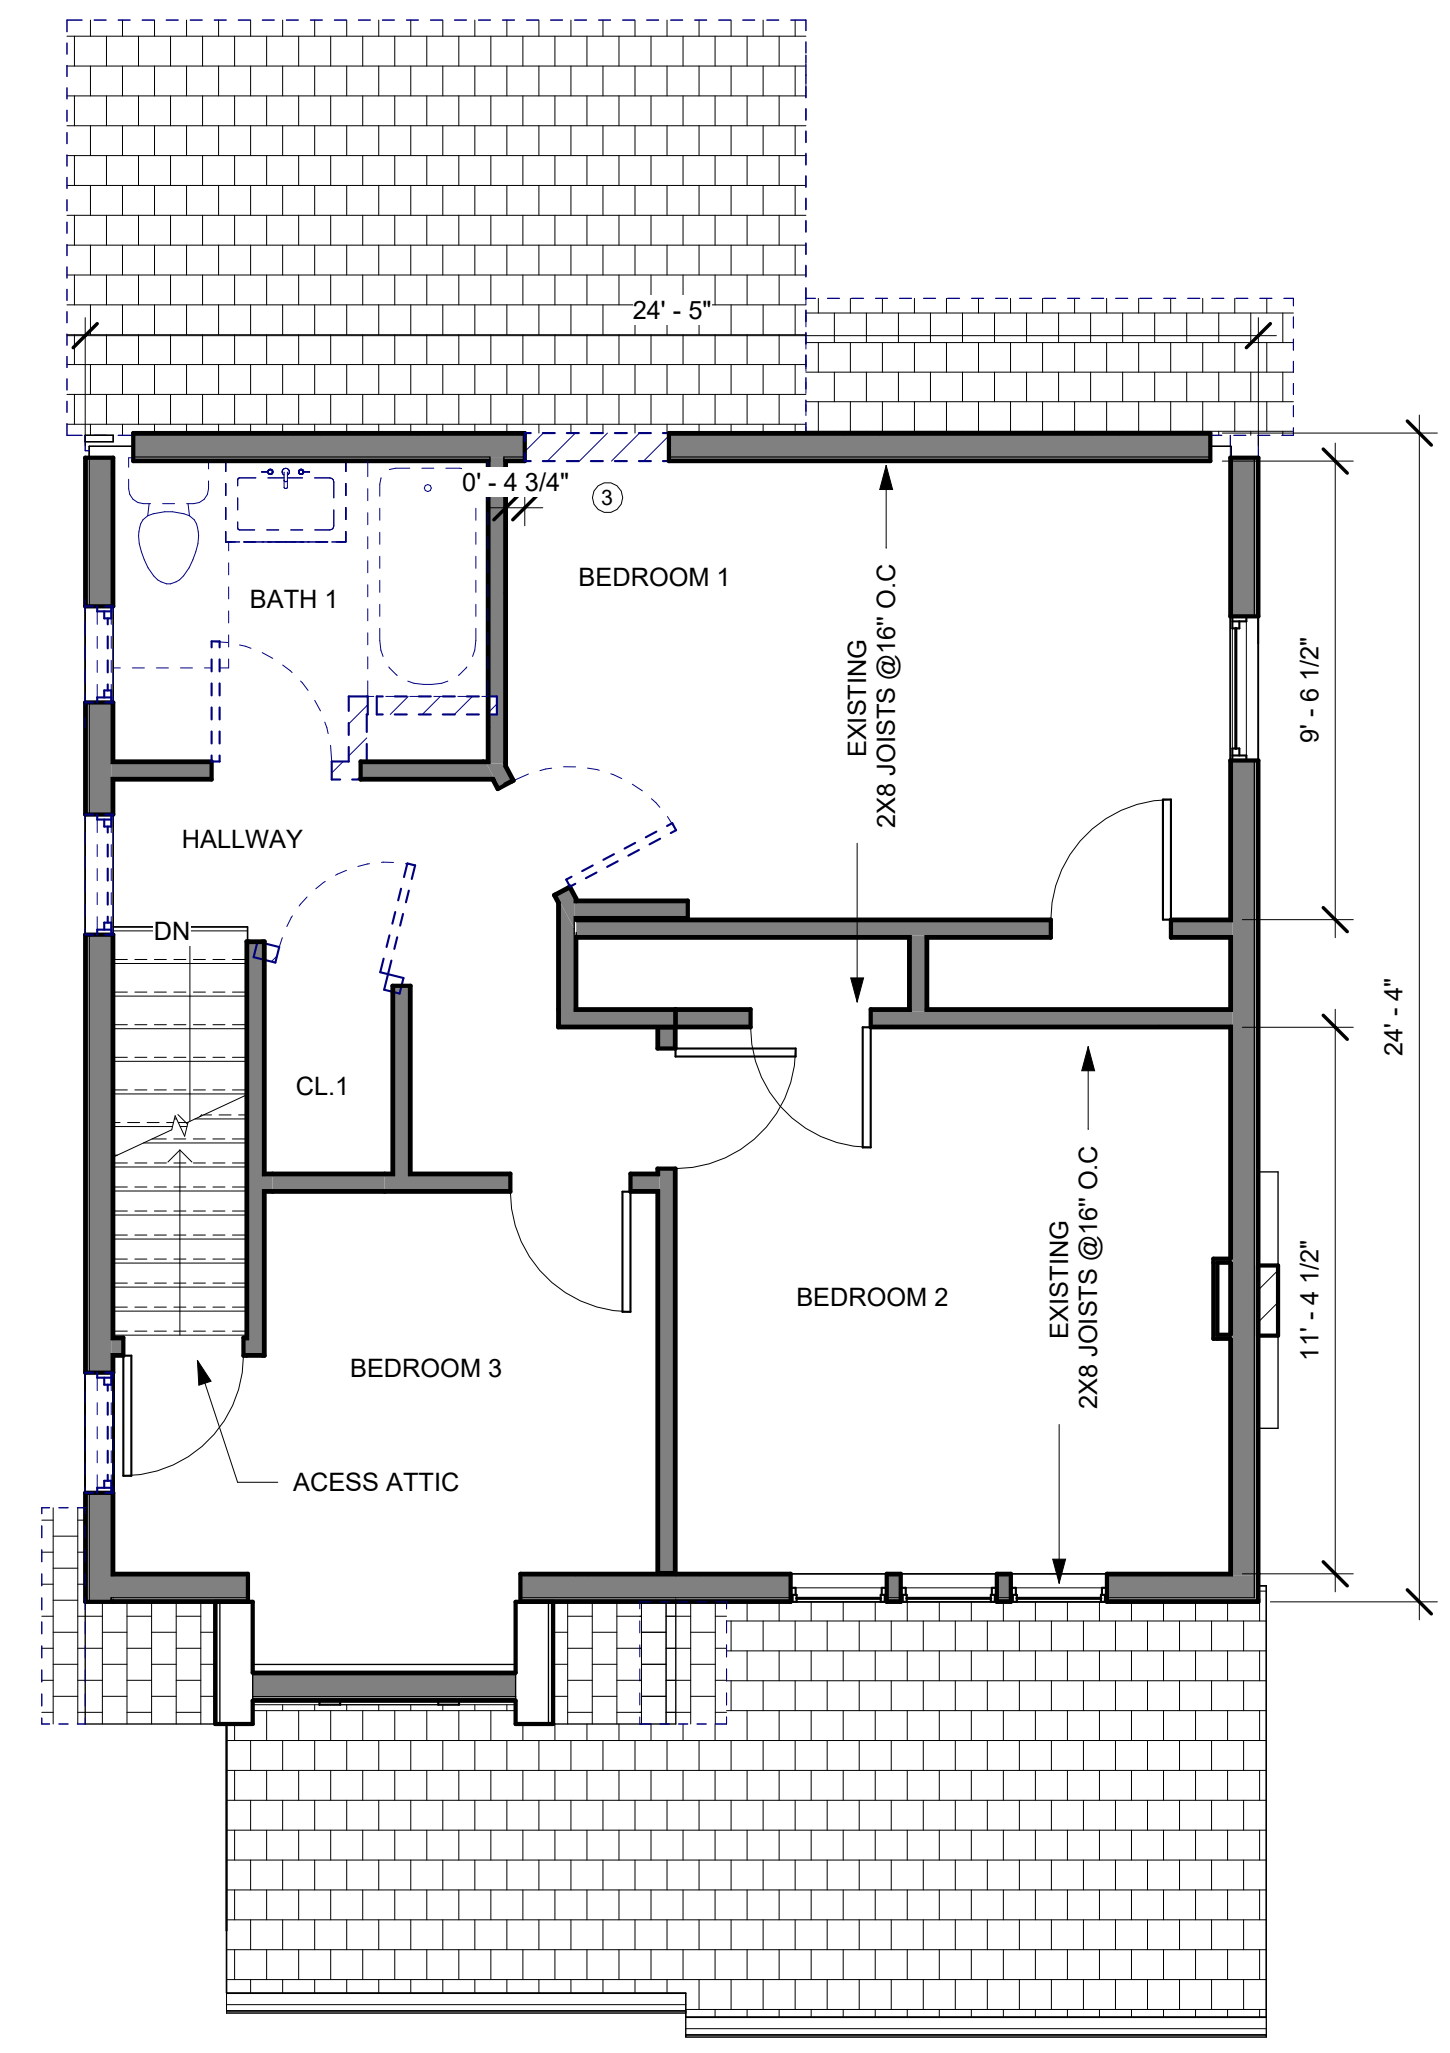 24' - 5"
0' - 4 3/4"
3
BEDROOM 1
BATH 1
EXISTING
2X8 JOISTS @16" O.C
9' - 6 1/2"
HALLWAY
DN
24' - 4"
CL.1
EXISTING
2X8 JOISTS @16" O.C
11' - 4 1/2"
BEDROOM 2
BEDROOM 3
ACESS ATTIC